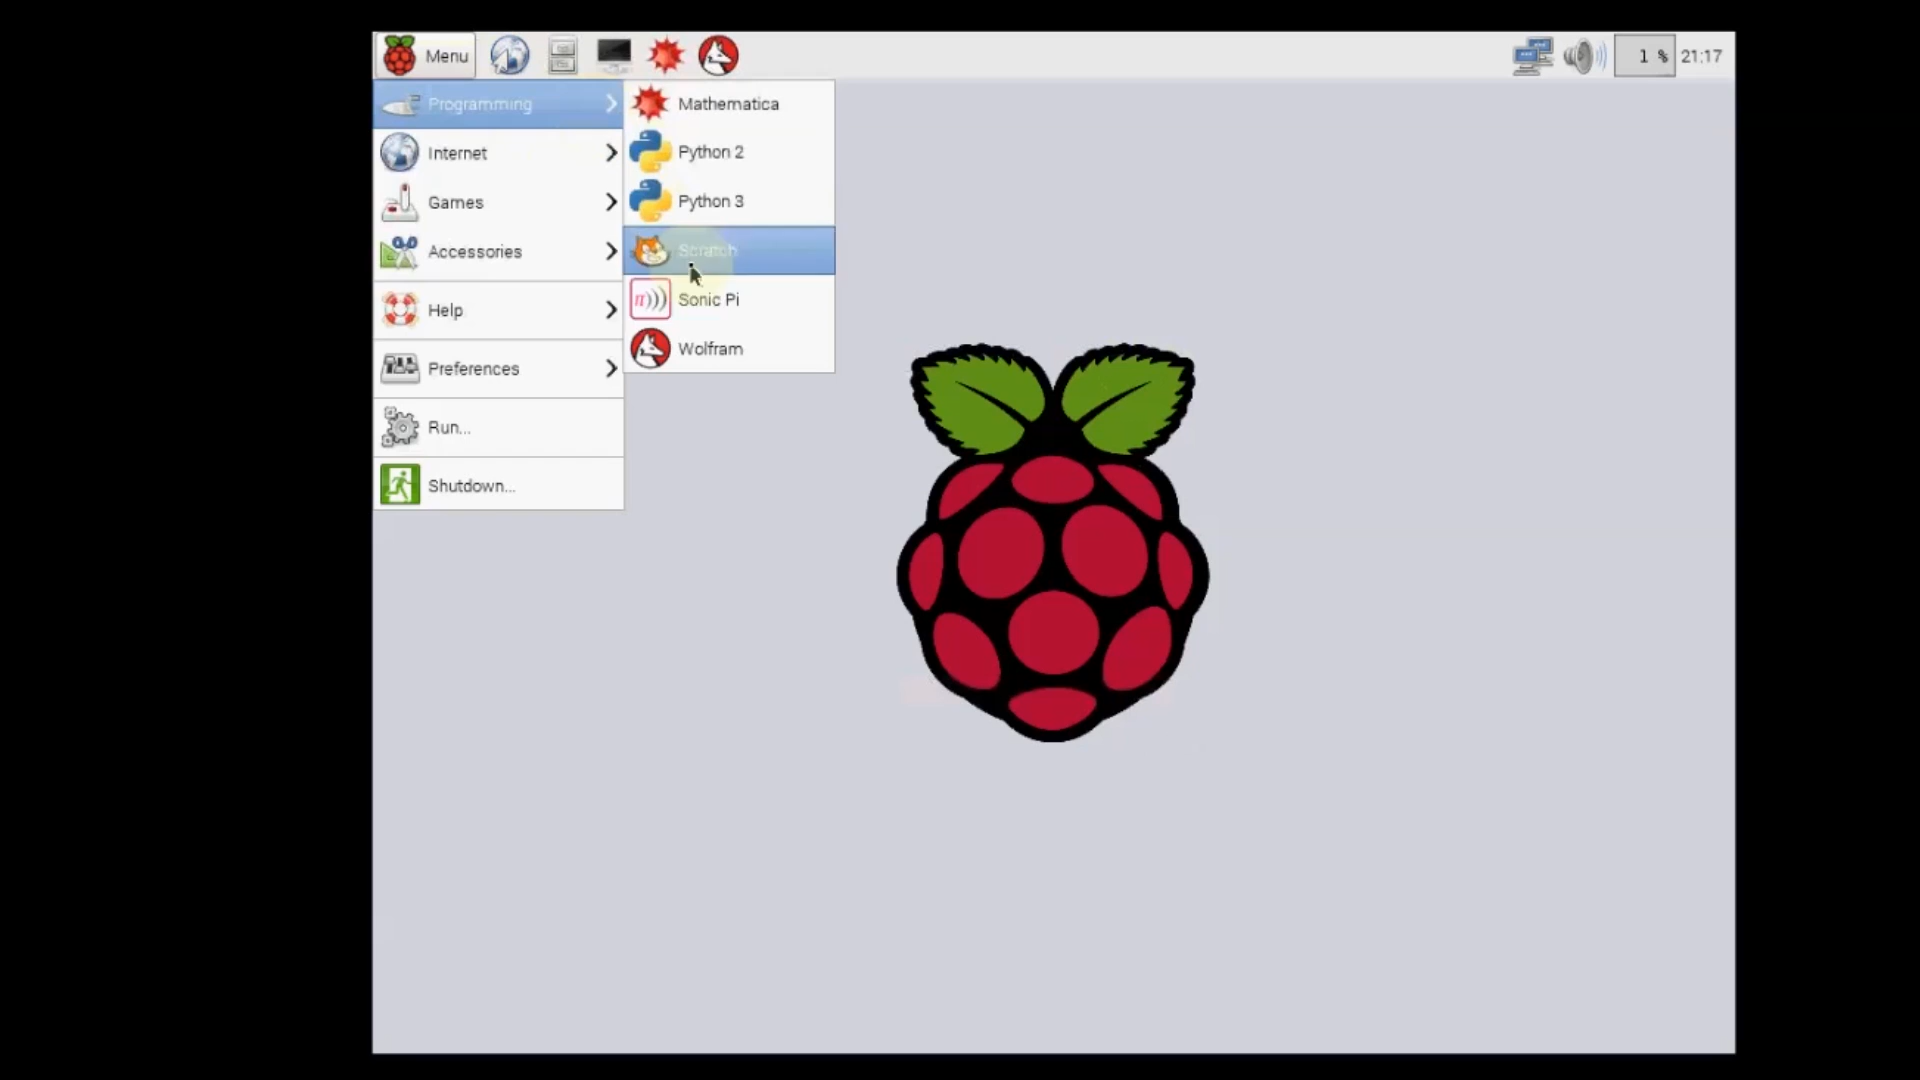 Menu
1 %
21:17
Programming
Internet
Games
Accessories
Help
Preferences
Run...
Shutdown...
Mathematica
Python 2
Python 3
Scratch
Sonic Pi
Wolfram